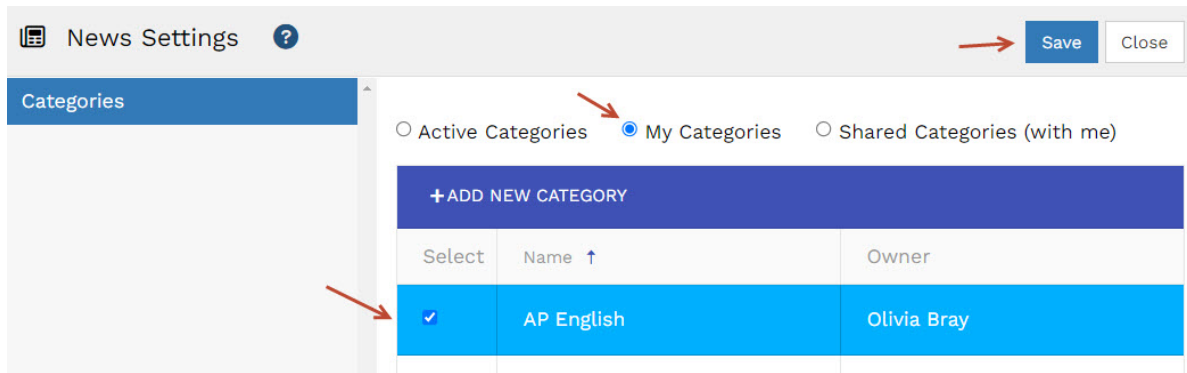 News Settings ?
Save Close
Categories
Active Categories My Categories Shared Categories (with me)
+ADD NEW CATEGORY
Select Name ↑ Owner
AP English Olivia Bray